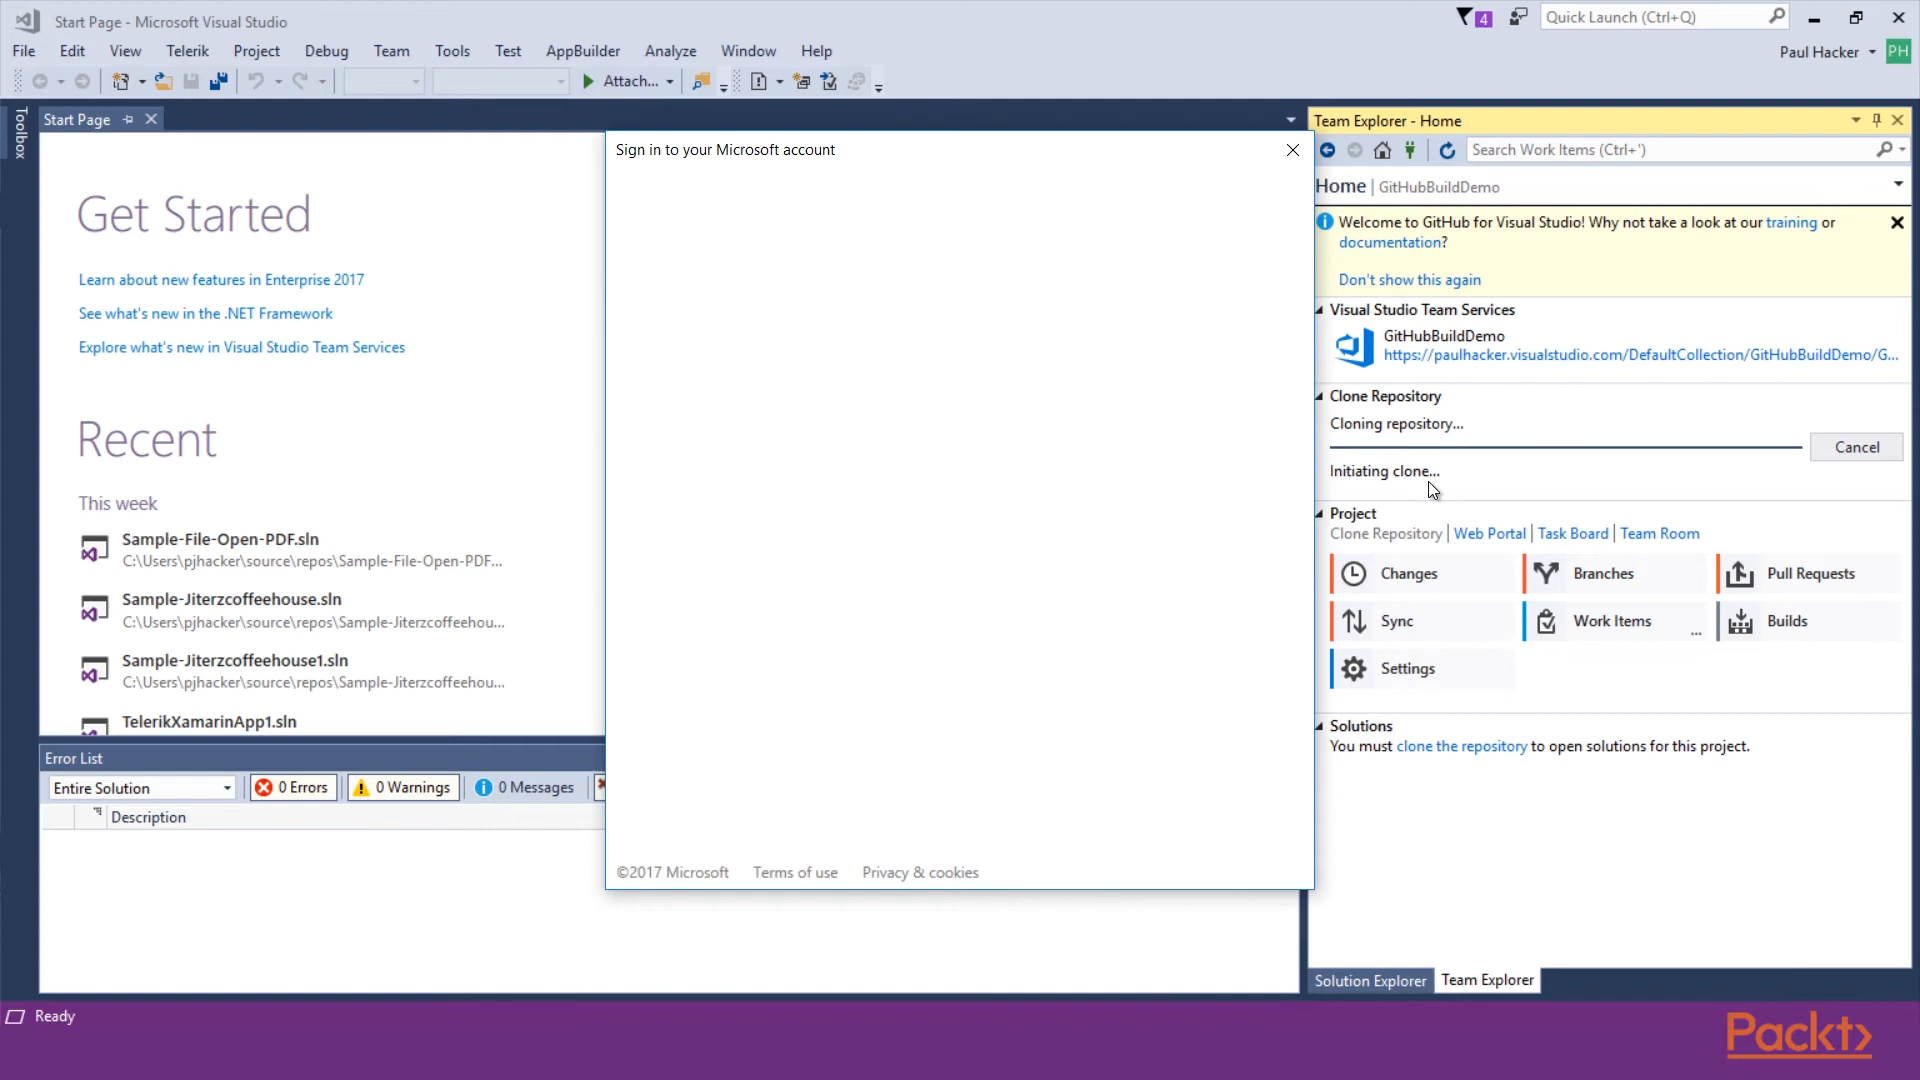 Start Page - Microsoft Visual Studio
4
Quick Launch (Ctrl+Q)
File Edit View Telerik Project Debug Team Tools Test AppBuilder Analyze Window Help
Paul Hacker
PH
Attach...
Toolbox
Start Page
Get Started
Learn about new features in Enterprise 2017
See what's new in the .NET Framework
Explore what's new in Visual Studio Team Services
Recent
This week
Sample-File-Open-PDF.sln
C:\Users\pjhacker\source\repos\Sample-File-Open-PDF...
Sample-Jiterzcoffeehouse.sln
C:\Users\pjhacker\source\repos\Sample-Jiterzcoffeehou...
Sample-Jiterzcoffeehouse1.sln
C:\Users\pjhacker\source\repos\Sample-Jiterzcoffeehou...
TelerikXamarinApp1.sln
Error List
Entire Solution
0 Errors
0 Warnings
0 Messages
Description
Sign in to your Microsoft account
©2017 Microsoft Terms of use Privacy & cookies
Team Explorer - Home
Search Work Items (Ctrl+')
Home | GitHubBuildDemo
Welcome to GitHub for Visual Studio! Why not take a look at our training or
documentation?
Don't show this again
Visual Studio Team Services
GitHubBuildDemo
https://paulhacker.visualstudio.com/DefaultCollection/GitHubBuildDemo/G...
Clone Repository
Cloning repository...
Cancel
Initiating clone...
Project
Clone Repository | Web Portal | Task Board | Team Room
Changes
Branches
Pull Requests
Sync
Work Items
...
Builds
Settings
Solutions
You must clone the repository to open solutions for this project.
Solution Explorer
Team Explorer
Ready
Packt>